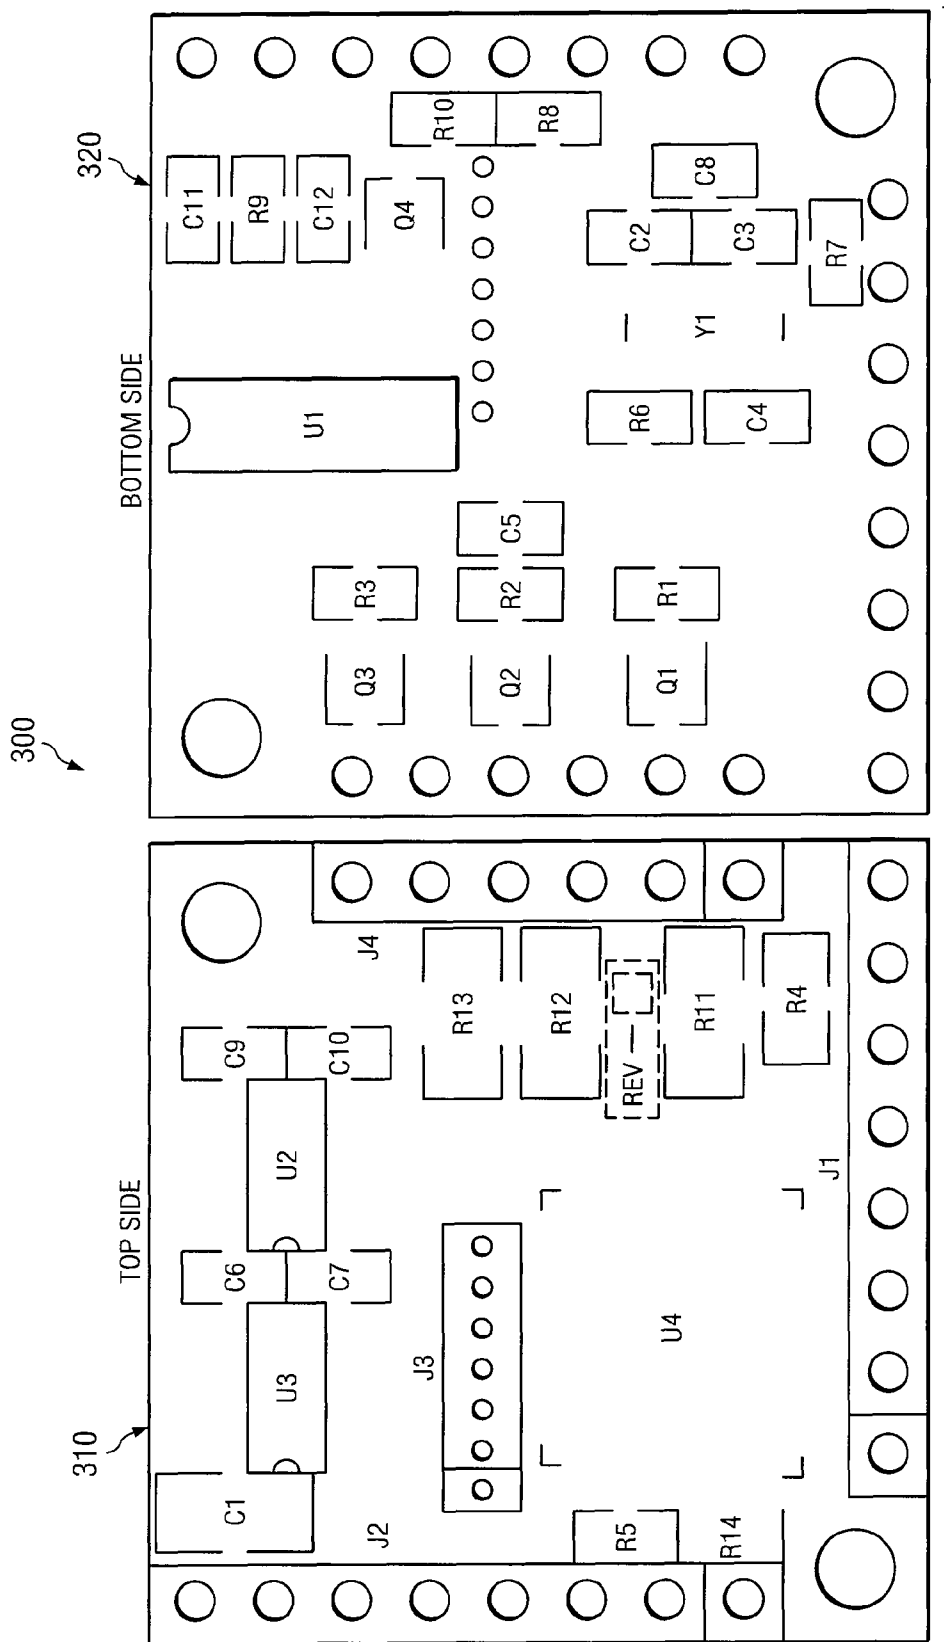 300
310
TOP SIDE
C1
U3
C6
C7
U2
C9
C10
J2
J3
J4
R13
R12
REV —
R11
R4
U4
R5
R14
J1
320
BOTTOM SIDE
C11
R9
C12
Q4
R10
R8
U1
C8
C2
C3
R7
Y1
R6
C4
C5
R3
R2
R1
Q3
Q2
Q1